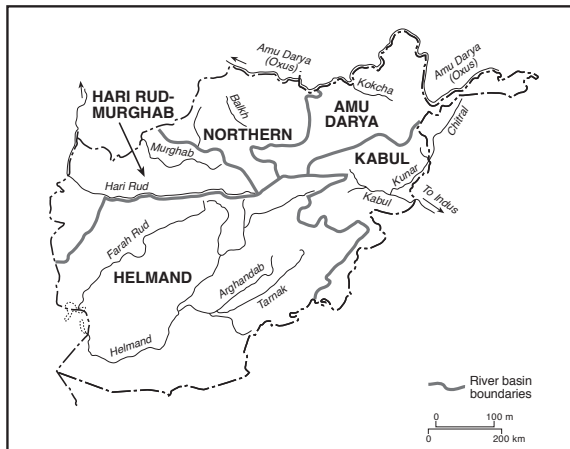 Amu Darya
(Oxus)
Amu Darya
(Oxus)
Kokcha
HARI RUD-
MURGHAB
AMU
DARYA
Balkh
NORTHERN
Chitral
Murghab
KABUL
Kunar
Hari Rud
Kabul
To Indus
Farah Rud
HELMAND
Arghandab
Tarnak
Helmand
River basin
boundaries
0 100 m
0 200 km